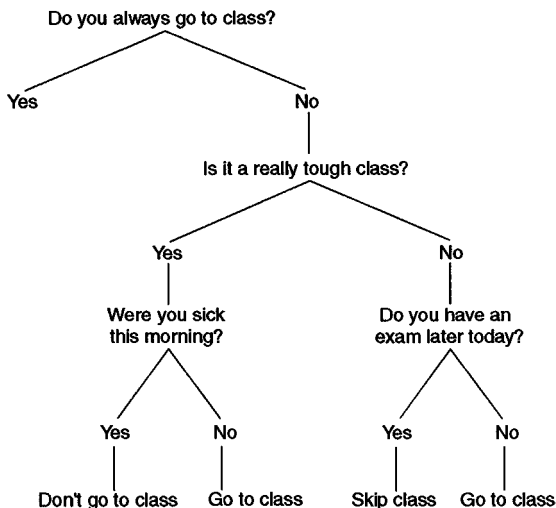 Do you always go to class?
Yes
No
Is it a really tough class?
Yes
No
Were you sick
this morning?
Do you have an
exam later today?
Yes
No
Yes
No
Don't go to class
Go to class
Skip class
Go to class